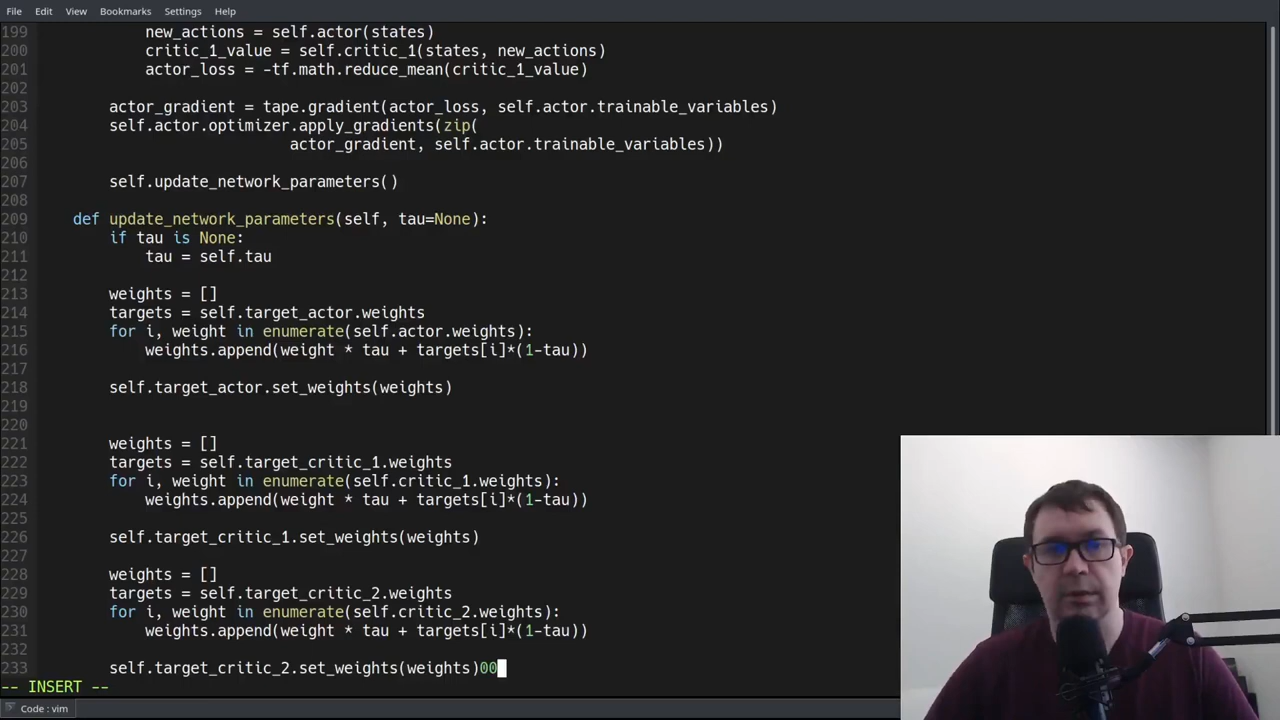 File Edit View Bookmarks Settings Help
199 new_actions = self.actor(states)
200 critic_1_value = self.critic_1(states, new_actions)
201 actor_loss = -tf.math.reduce_mean(critic_1_value)
202
203 actor_gradient = tape.gradient(actor_loss, self.actor.trainable_variables)
204 self.actor.optimizer.apply_gradients(zip(
205 actor_gradient, self.actor.trainable_variables))
206
207 self.update_network_parameters()
208
209 def update_network_parameters(self, tau=None):
210 if tau is None:
211 tau = self.tau
212
213 weights = []
214 targets = self.target_actor.weights
215 for i, weight in enumerate(self.actor.weights):
216 weights.append(weight * tau + targets[i]*(1-tau))
217
218 self.target_actor.set_weights(weights)
219
220
221 weights = []
222 targets = self.target_critic_1.weights
223 for i, weight in enumerate(self.critic_1.weights):
224 weights.append(weight * tau + targets[i]*(1-tau))
225
226 self.target_critic_1.set_weights(weights)
227
228 weights = []
229 targets = self.target_critic_2.weights
230 for i, weight in enumerate(self.critic_2.weights):
231 weights.append(weight * tau + targets[i]*(1-tau))
232
233 self.target_critic_2.set_weights(weights)00
-- INSERT --
Code : vim